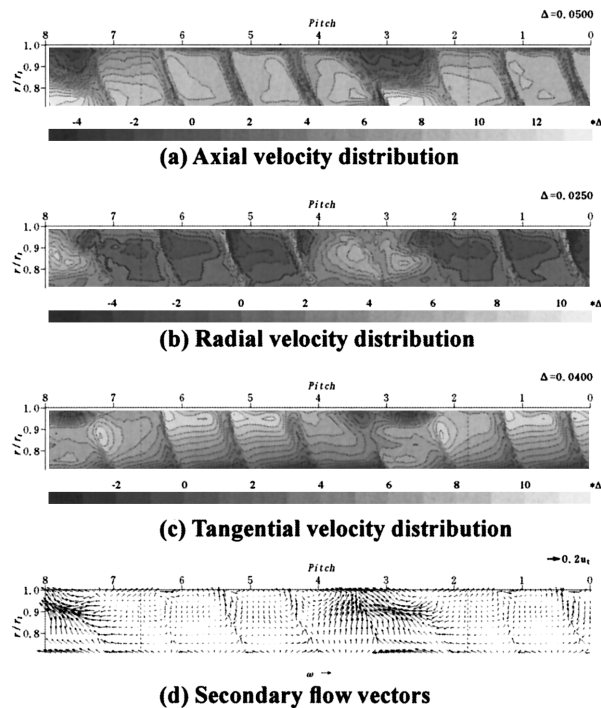 Δ=0.0500
Pitch
8 7 6 5 4 3 2 1 0
1.0
0.8
r/rt
-4 -2 0 2 4 6 8 10 12 *Δ
(a) Axial velocity distribution
Δ=0.0250
Pitch
8 7 6 5 4 3 2 1 0
1.0
0.9
0.8
r/rt
-4 -2 0 2 4 6 8 10 *Δ
(b) Radial velocity distribution
Δ=0.0400
Pitch
8 7 6 5 4 3 2 1 0
1.0
0.9
0.8
r/rt
-2 0 2 4 6 8 10 *Δ
(c) Tangential velocity distribution
→0.2ut
Pitch
8 7 6 5 4 3 2 1 0
1.0
0.9
0.8
r/rt
ω →
(d) Secondary flow vectors